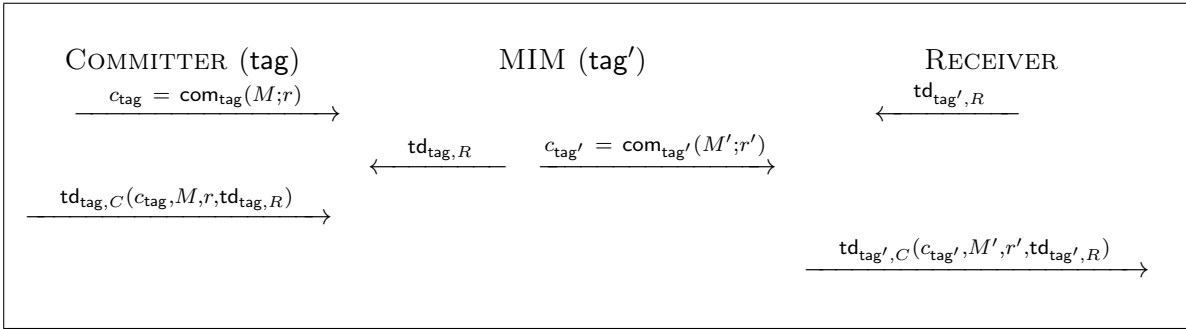 COMMITTER (tag) MIM (tag′) RECEIVER
c_tag = com_tag(M;r) td_tag′,R
td_tag,R c_tag′ = com_tag′(M′;r′)
td_tag,C(c_tag,M,r,td_tag,R)
td_tag′,C(c_tag′,M′,r′,td_tag′,R)